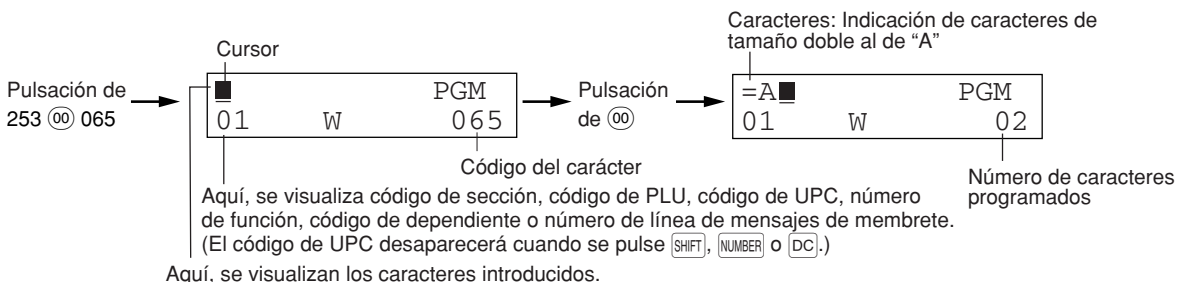 Caracteres: Indicación de caracteres de
tamaño doble al de “A”
Cursor
Pulsación de
253 00 065
PGM
01 W 065
Pulsación
de 00
=A PGM
01 W 02
Código del carácter
Número de caracteres
programados
Aquí, se visualiza código de sección, código de PLU, código de UPC, número
de función, código de dependiente o número de línea de mensajes de membrete.
(El código de UPC desaparecerá cuando se pulse SHIFT, NUMBER o DC.)
Aquí, se visualizan los caracteres introducidos.